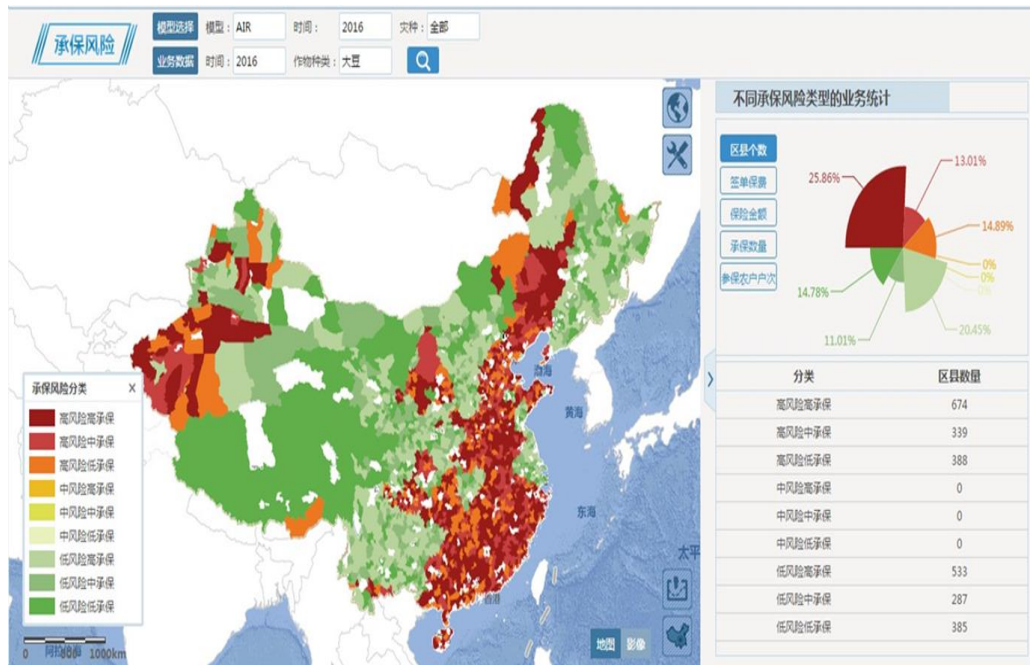 承保风险
模型选择 模型： AIR 时间： 2016 灾种： 全部
业务数据 时间： 2016 作物种类： 大豆
不同承保风险类型的业务统计
区县个数
签单保费
保险金额
承保数量
参保农户户次
25.86%
13.01%
14.89%
0%
0%
0%
20.45%
11.01%
14.78%
分类 区县数量
高风险高承保 674
高风险中承保 339
高风险低承保 388
中风险高承保 0
中风险中承保 0
中风险低承保 0
低风险高承保 533
低风险中承保 287
低风险低承保 385
渤海
黄海
东海
太平
承保风险分类 ×
高风险高承保
高风险中承保
高风险低承保
中风险高承保
中风险中承保
中风险低承保
低风险高承保
低风险中承保
低风险低承保
0 1000km
地图 影像